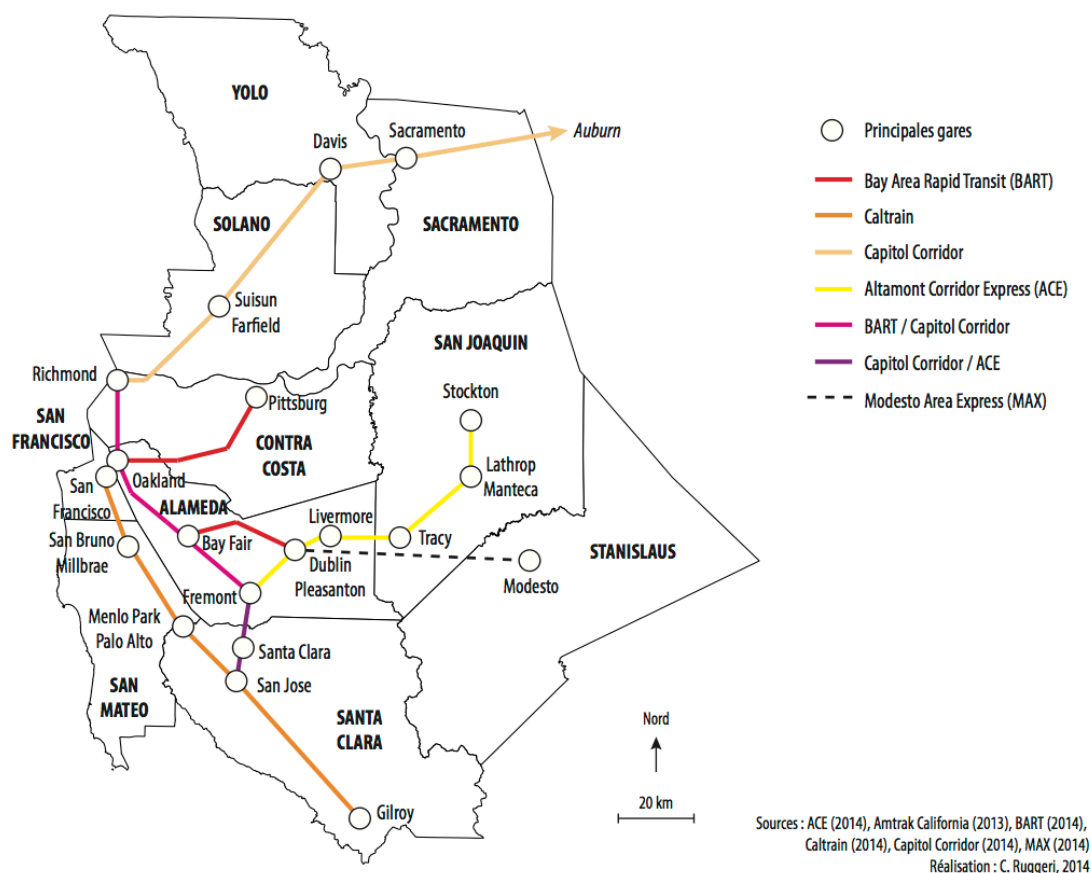 YOLO
Davis
Sacramento
Auburn
SOLANO
SACRAMENTO
Suisun
Farfield
SAN JOAQUIN
Richmond
Pittsburg
Stockton
SAN
FRANCISCO
CONTRA
COSTA
Oakland
Lathrop
Manteca
San
Francisco
ALAMEDA
Livermore
Bay Fair
Tracy
San Bruno
Millbrae
Dublin
Pleasanton
STANISLAUS
Modesto
Fremont
Menlo Park
Palo Alto
Santa Clara
San Jose
SAN
MATEO
SANTA
CLARA
Gilroy
Principales gares
Bay Area Rapid Transit (BART)
Caltrain
Capitol Corridor
Altamont Corridor Express (ACE)
BART / Capitol Corridor
Capitol Corridor / ACE
Modesto Area Express (MAX)
Nord
20 km
Sources : ACE (2014), Amtrak California (2013), BART (2014),
Caltrain (2014), Capitol Corridor (2014), MAX (2014)
Réalisation : C. Ruggeri, 2014